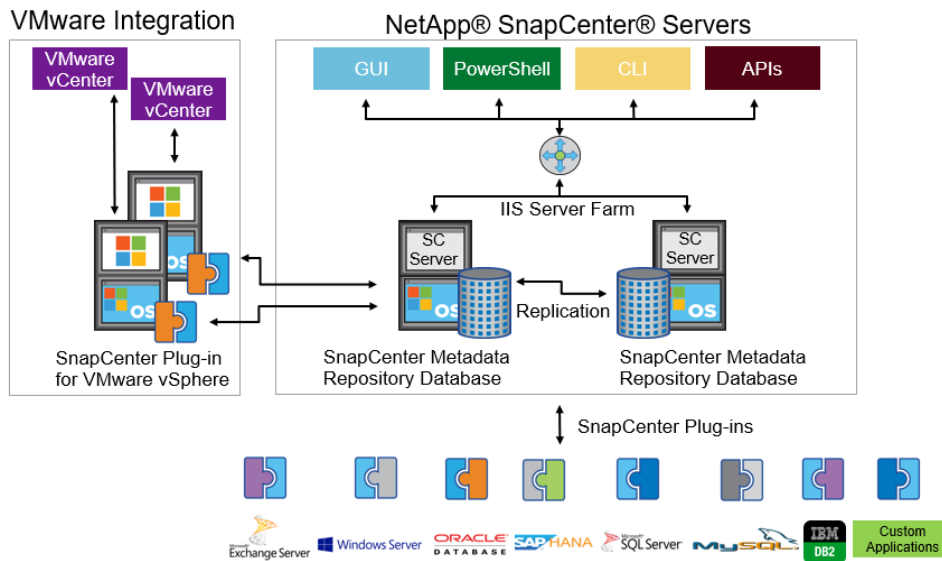 VMware Integration
NetApp® SnapCenter® Servers
VMware
vCenter
VMware
vCenter
GUI
PowerShell
CLI
APIs
IIS Server Farm
SC
Server
SC
Server
OS
OS
OS
OS
Replication
SnapCenter Plug-in
for VMware vSphere
SnapCenter Metadata
Repository Database
SnapCenter Metadata
Repository Database
SnapCenter Plug-ins
Exchange Server
Windows Server
ORACLE
DATABASE
SAP HANA
SQL Server
MySQL.
IBM
DB2
Custom
Applications